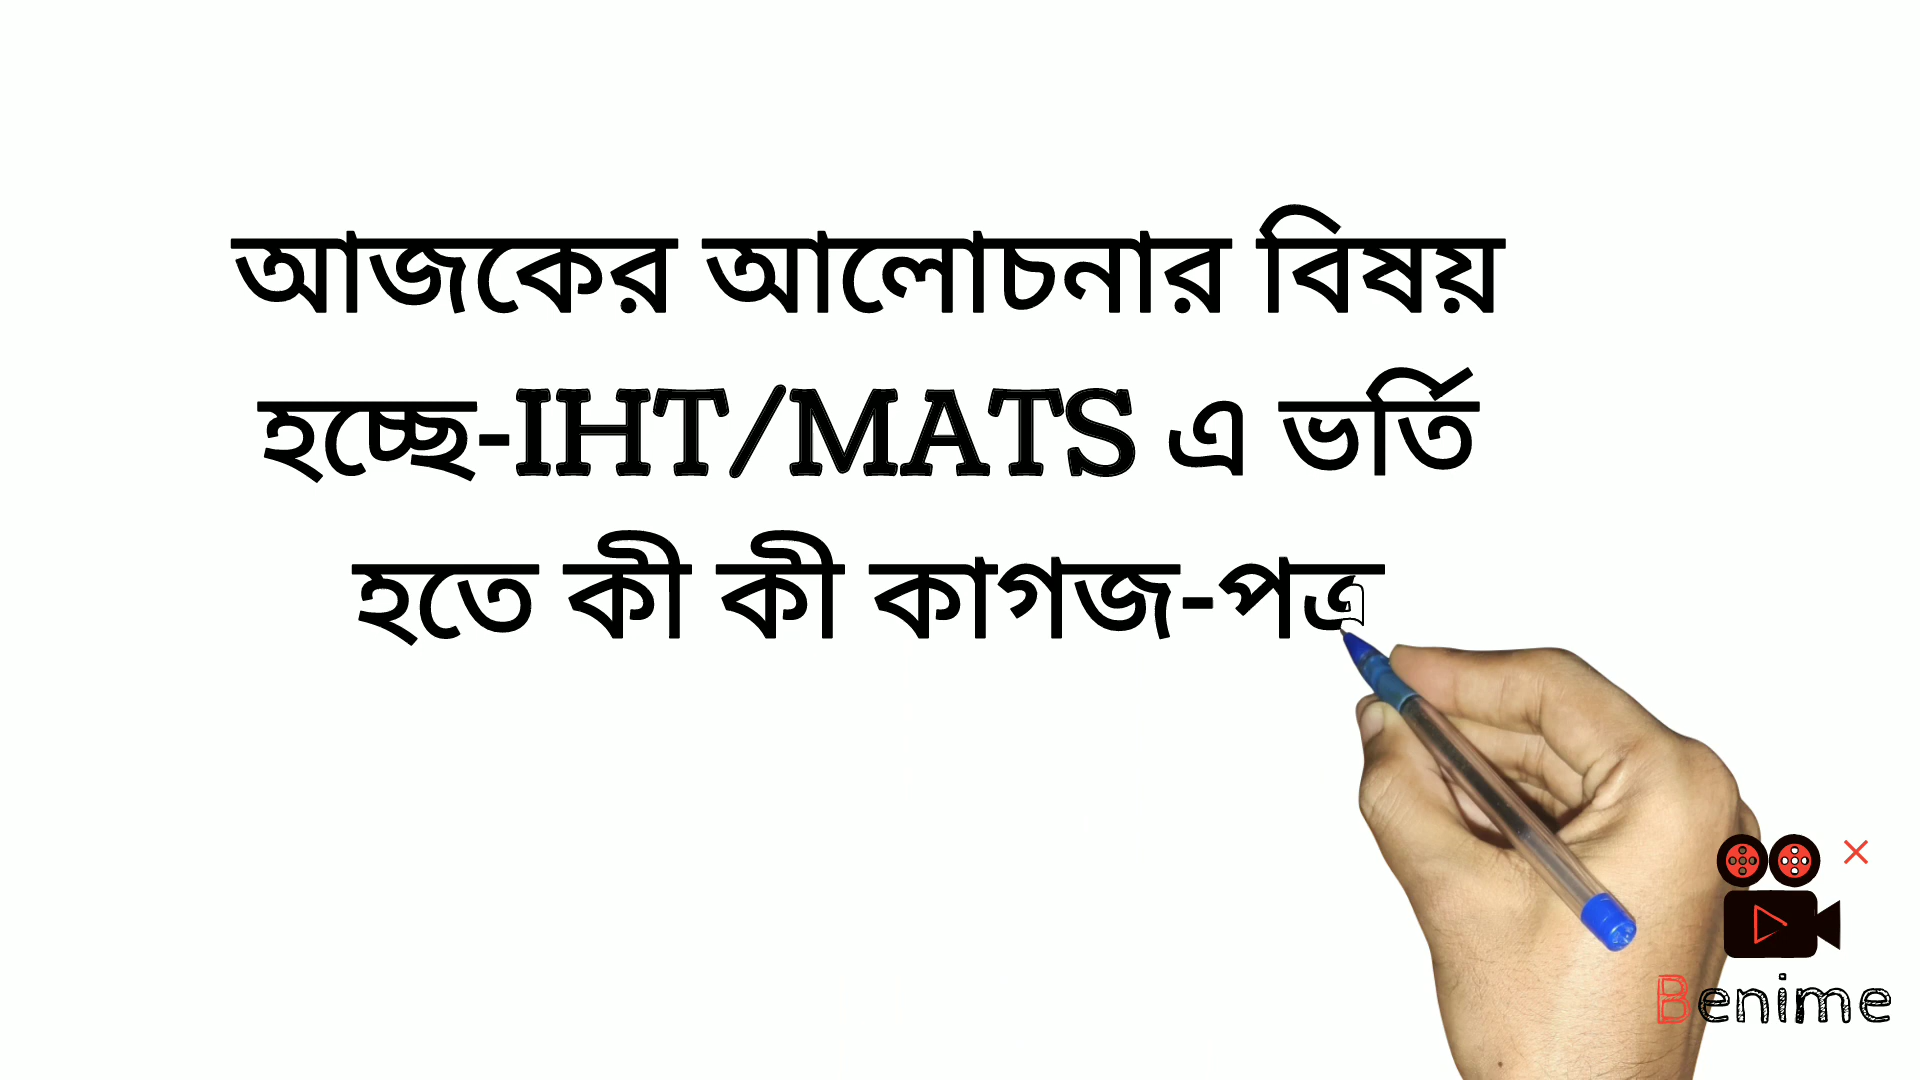 আজকের আলোচনার বিষয়
হচ্ছে-IHT/MATS এ ভর্তি
হতে কী কী কাগজ-পত্র
Benime